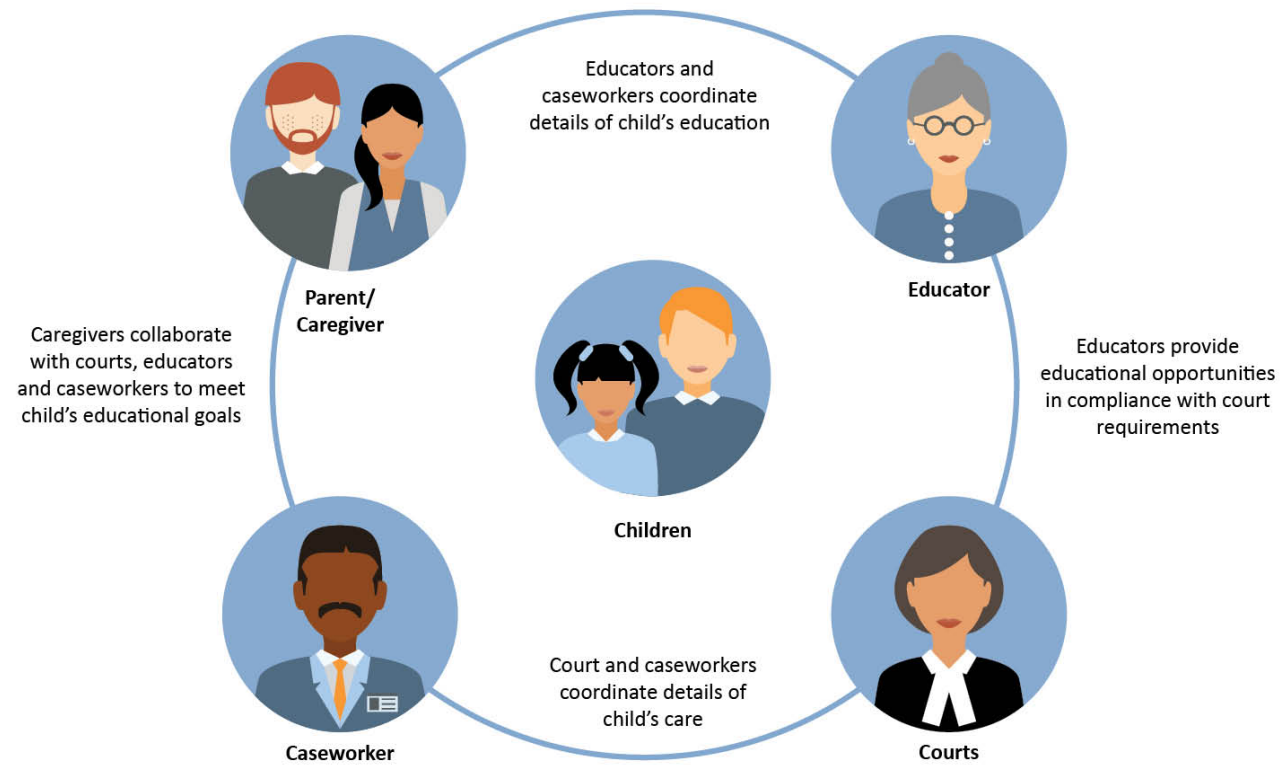 Educators and
caseworkers coordinate
details of child’s education
Parent/
Caregiver
Educator
Caregivers collaborate
with courts, educators
and caseworkers to meet
child’s educational goals
Educators provide
educational opportunities
in compliance with court
requirements
Children
Court and caseworkers
coordinate details of
child’s care
Caseworker
Courts